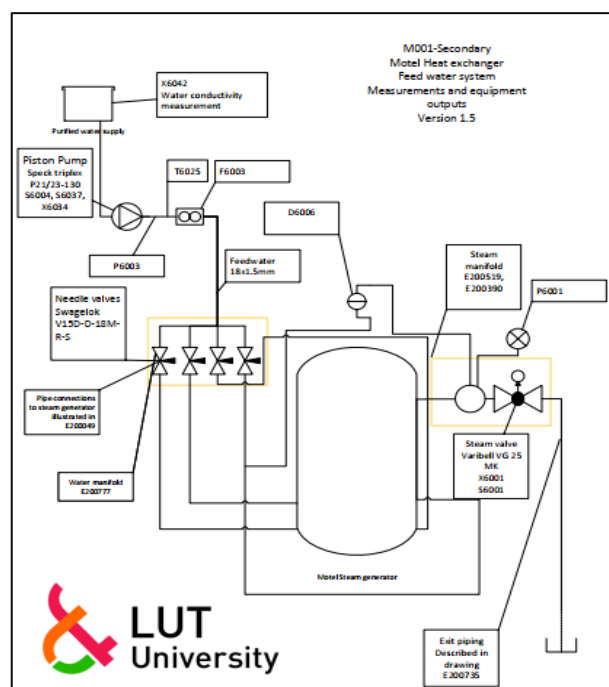 M001-Secondary
Motel Heat exchanger
Feed water system
Measurements and equipment
outputs
Version 1.5
X6042
Water conductivity
measurement
Purified water supply
Piston Pump
Speck triplex
P21/23-130
S6004, S6037,
X6034
T6025
F6003
P6003
D6006
Feedwater
18x1.5mm
Steam
manifold
E200519,
E200390
P6001
Needle valves
Swagelok
V15D-D-18M-
R-S
Pipe connections
to steam generator
illustrated in
E200049
Water manifold
E200777
Steam valve
Varibell VG 25
MK
X6001
S6001
Motel Steam generator
Exit piping
Described in
drawing
E200735
LUT
University